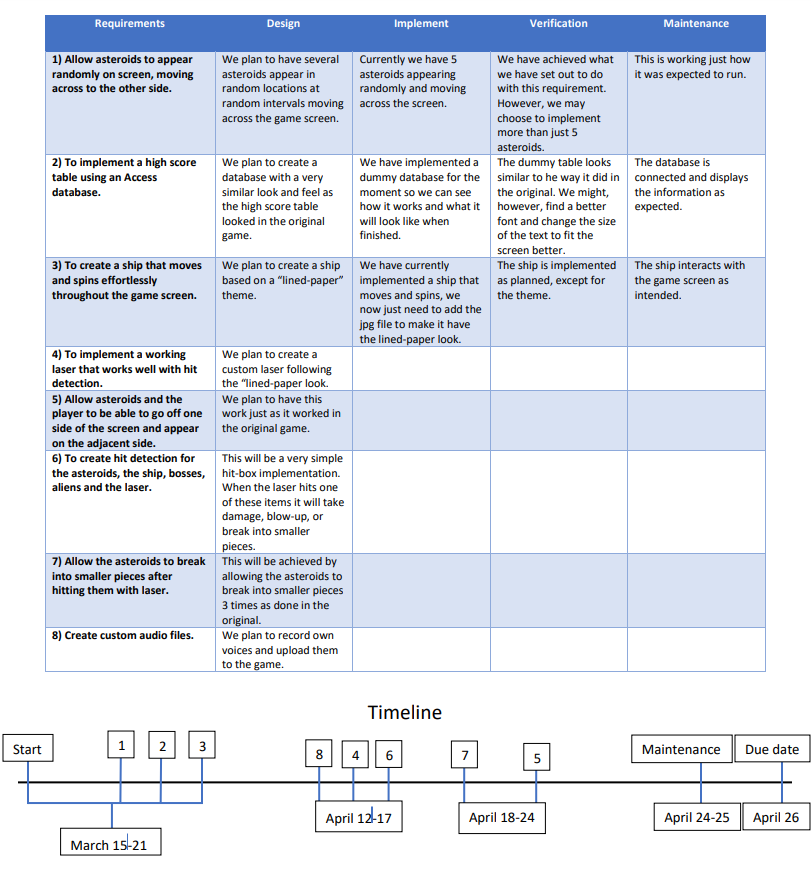 Requirements
Design
Implement
Verification
Maintenance
1) Allow asteroids to appear
randomly on screen, moving
across to the other side.
We plan to have several
asteroids appear in
random locations at
random intervals moving
across the game screen.
Currently we have 5
asteroids appearing
randomly and moving
across the screen.
We have achieved what
we have set out to do
with this requirement.
However, we may
choose to implement
more than just 5
asteroids.
This is working just how
it was expected to run.
2) To implement a high score
table using an Access
database.
We plan to create a
database with a very
similar look and feel as
the high score table
looked in the original
game.
We have implemented a
dummy database for the
moment so we can see
how it works and what it
will look like when
finished.
The dummy table looks
similar to he way it did in
the original. We might,
however, find a better
font and change the size
of the text to fit the
screen better.
The database is
connected and displays
the information as
expected.
3) To create a ship that moves
and spins effortlessly
throughout the game screen.
We plan to create a ship
based on a “lined-paper”
theme.
We have currently
implemented a ship that
moves and spins, we
now just need to add the
jpg file to make it have
the lined-paper look.
The ship is implemented
as planned, except for
the theme.
The ship interacts with
the game screen as
intended.
4) To implement a working
laser that works well with hit
detection.
We plan to create a
custom laser following
the “lined-paper look.
5) Allow asteroids and the
player to be able to go off one
side of the screen and appear
on the adjacent side.
We plan to have this
work just as it worked in
the original game.
6) To create hit detection for
the asteroids, the ship, bosses,
aliens and the laser.
This will be a very simple
hit-box implementation.
When the laser hits one
of these items it will take
damage, blow-up, or
break into smaller
pieces.
7) Allow the asteroids to break
into smaller pieces after
hitting them with laser.
This will be achieved by
allowing the asteroids to
break into smaller pieces
3 times as done in the
original.
8) Create custom audio files.
We plan to record own
voices and upload them
to the game.
Timeline
Start
1
2
3
8
4
6
7
5
Maintenance
Due date
March 15-21
April 12-17
April 18-24
April 24-25
April 26